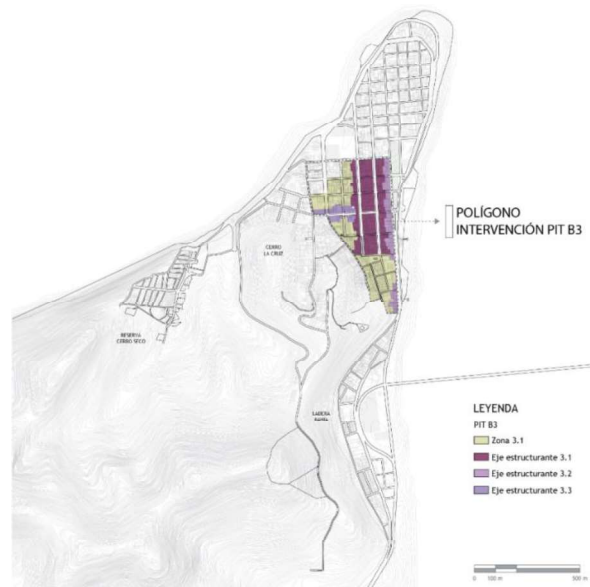 POLÍGONO
INTERVENCIÓN PIT B3
CERRO
LA CRUZ
RESERVA
CERRO SECO
LADERA
BAHÍA
LEYENDA
PIT B3
Zona 3.1
Eje estructurante 3.1
Eje estructurante 3.2
Eje estructurante 3.3
0 100 m 500 m